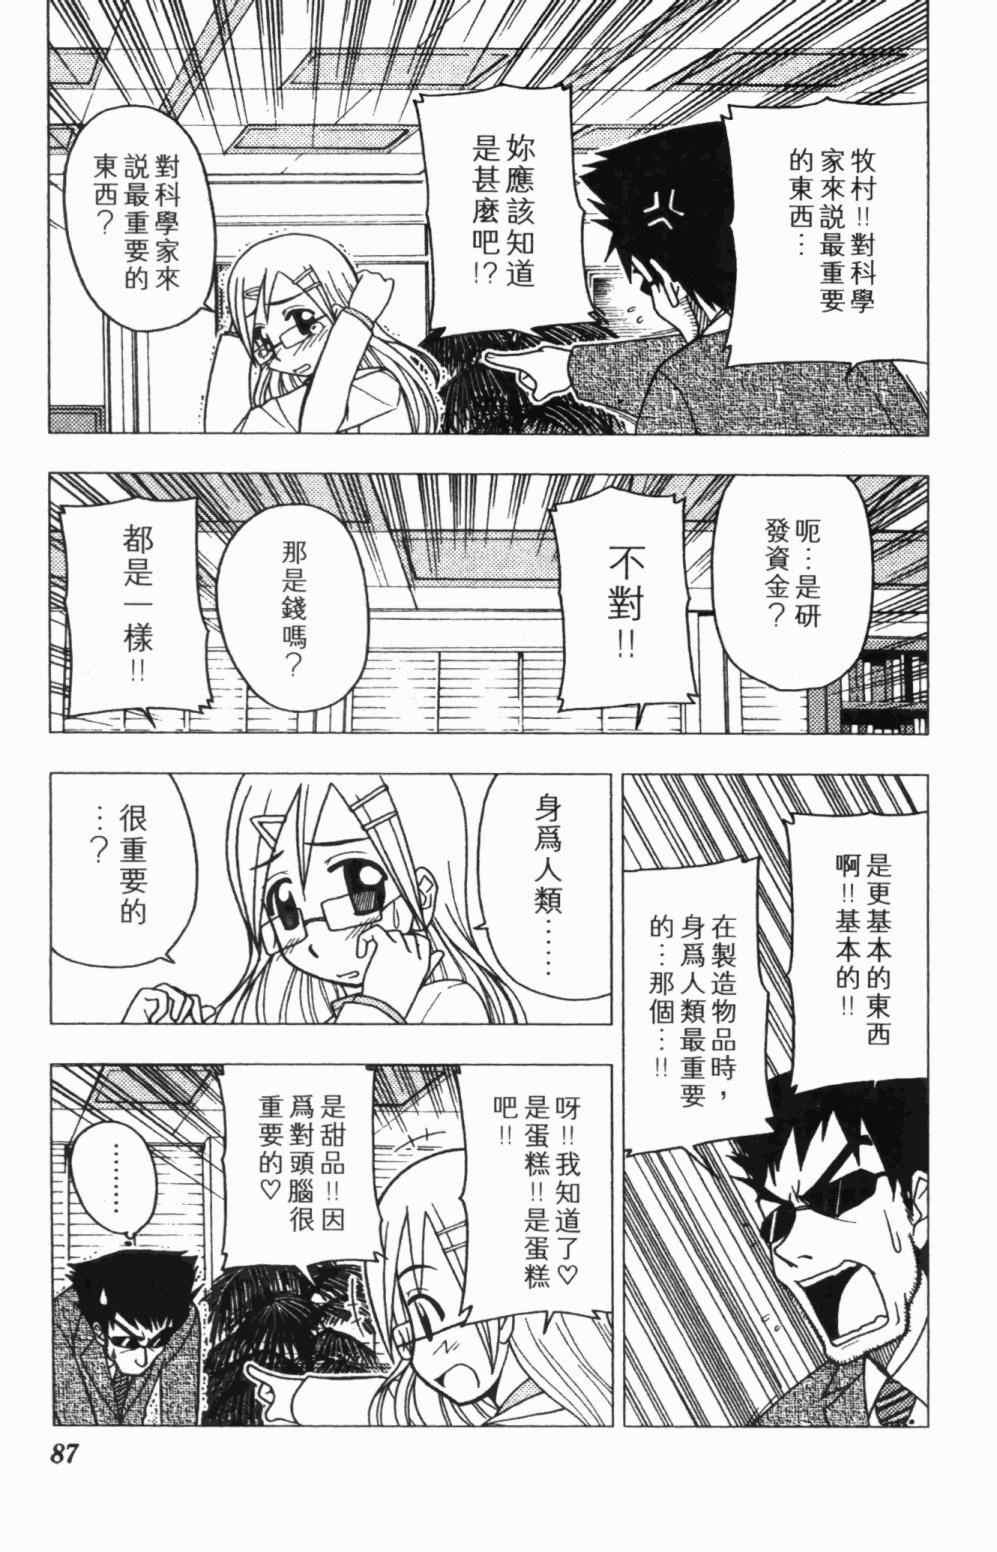 牧村!!對科學
家來說最重要
的東西…
妳應該知道
是甚麼吧!?
對科學家來
說最重要的
東西？
呃…是研
發資金？
不對!!
那是錢嗎？
都是一樣!!
是更基本的東西
啊!!基本的!!
在製造物品時，
身爲人類最重要
的…那個…!!
身爲人類……
很重要的
…？
呀!!我知道了♡
是蛋糕!!是蛋糕
吧!!
是甜品!!因
爲對頭腦很
重要的♡
………
87